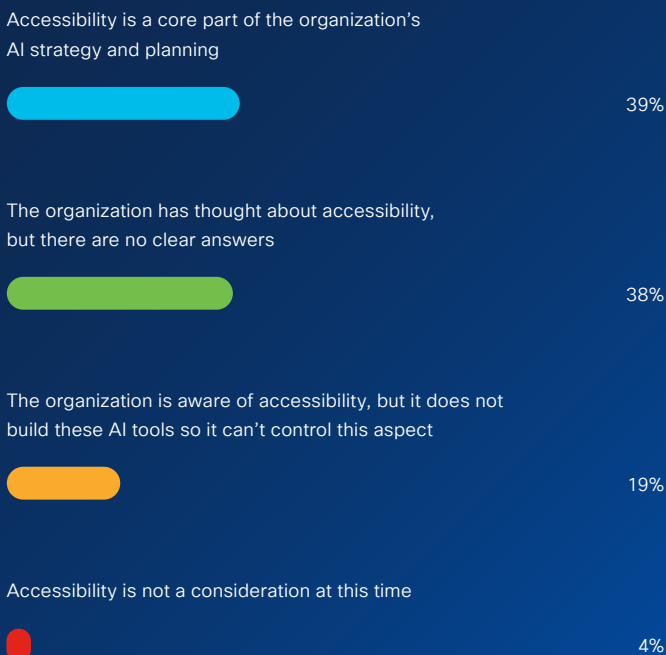 Accessibility is a core part of the organization’s
AI strategy and planning
39%
The organization has thought about accessibility,
but there are no clear answers
38%
The organization is aware of accessibility, but it does not
build these AI tools so it can’t control this aspect
19%
Accessibility is not a consideration at this time
4%